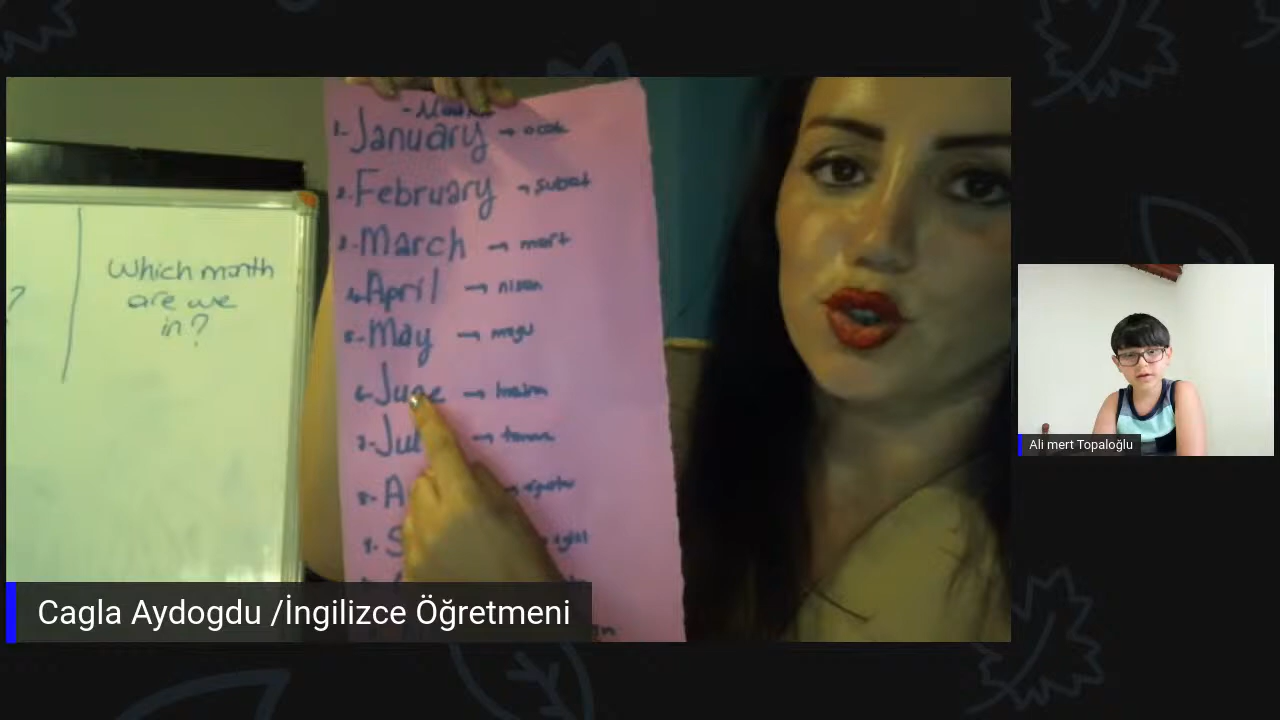 Which month
are we
in?
?
1- January → ocak
2- February → şubat
3- March → mart
4- April → nisan
5- May → mayıs
6- June → haziran
7- Jul → temmuz
8- A
9- S
Cagla Aydogdu /İngilizce Öğretmeni
Ali mert Topaloğlu